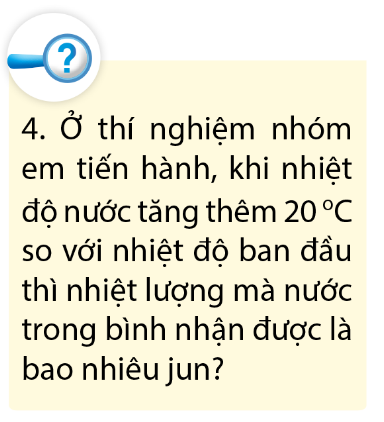 ?
4. Ở thí nghiệm nhóm
em tiến hành, khi nhiệt
độ nước tăng thêm 20 °C
so với nhiệt độ ban đầu
thì nhiệt lượng mà nước
trong bình nhận được là
bao nhiêu jun?